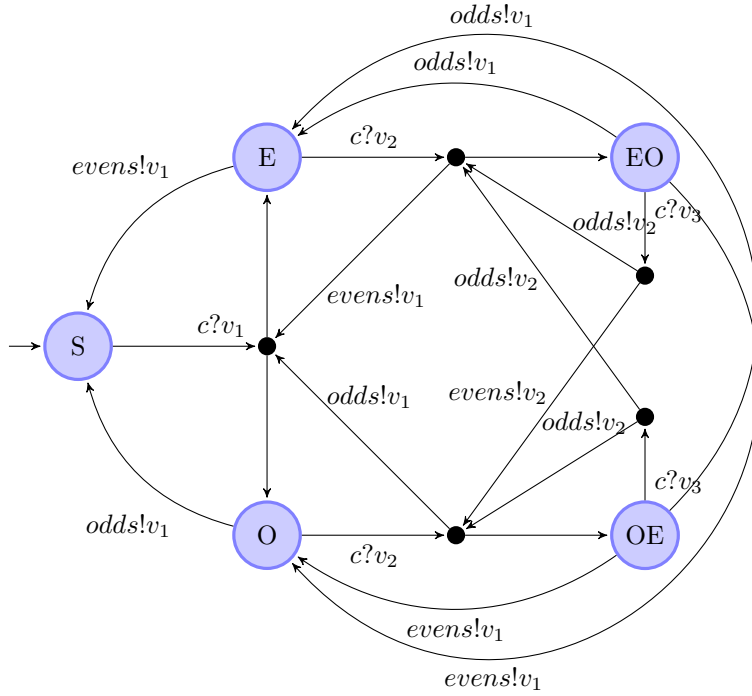 odds!v₁
odds!v₁
c?v₂
E
EO
evens!v₁
odds!v₂
c?v₃
odds!v₂
evens!v₁
c?v₁
S
odds!v₁
evens!v₂
odds!v₂
c?v₃
odds!v₁
O
OE
c?v₂
evens!v₁
evens!v₁